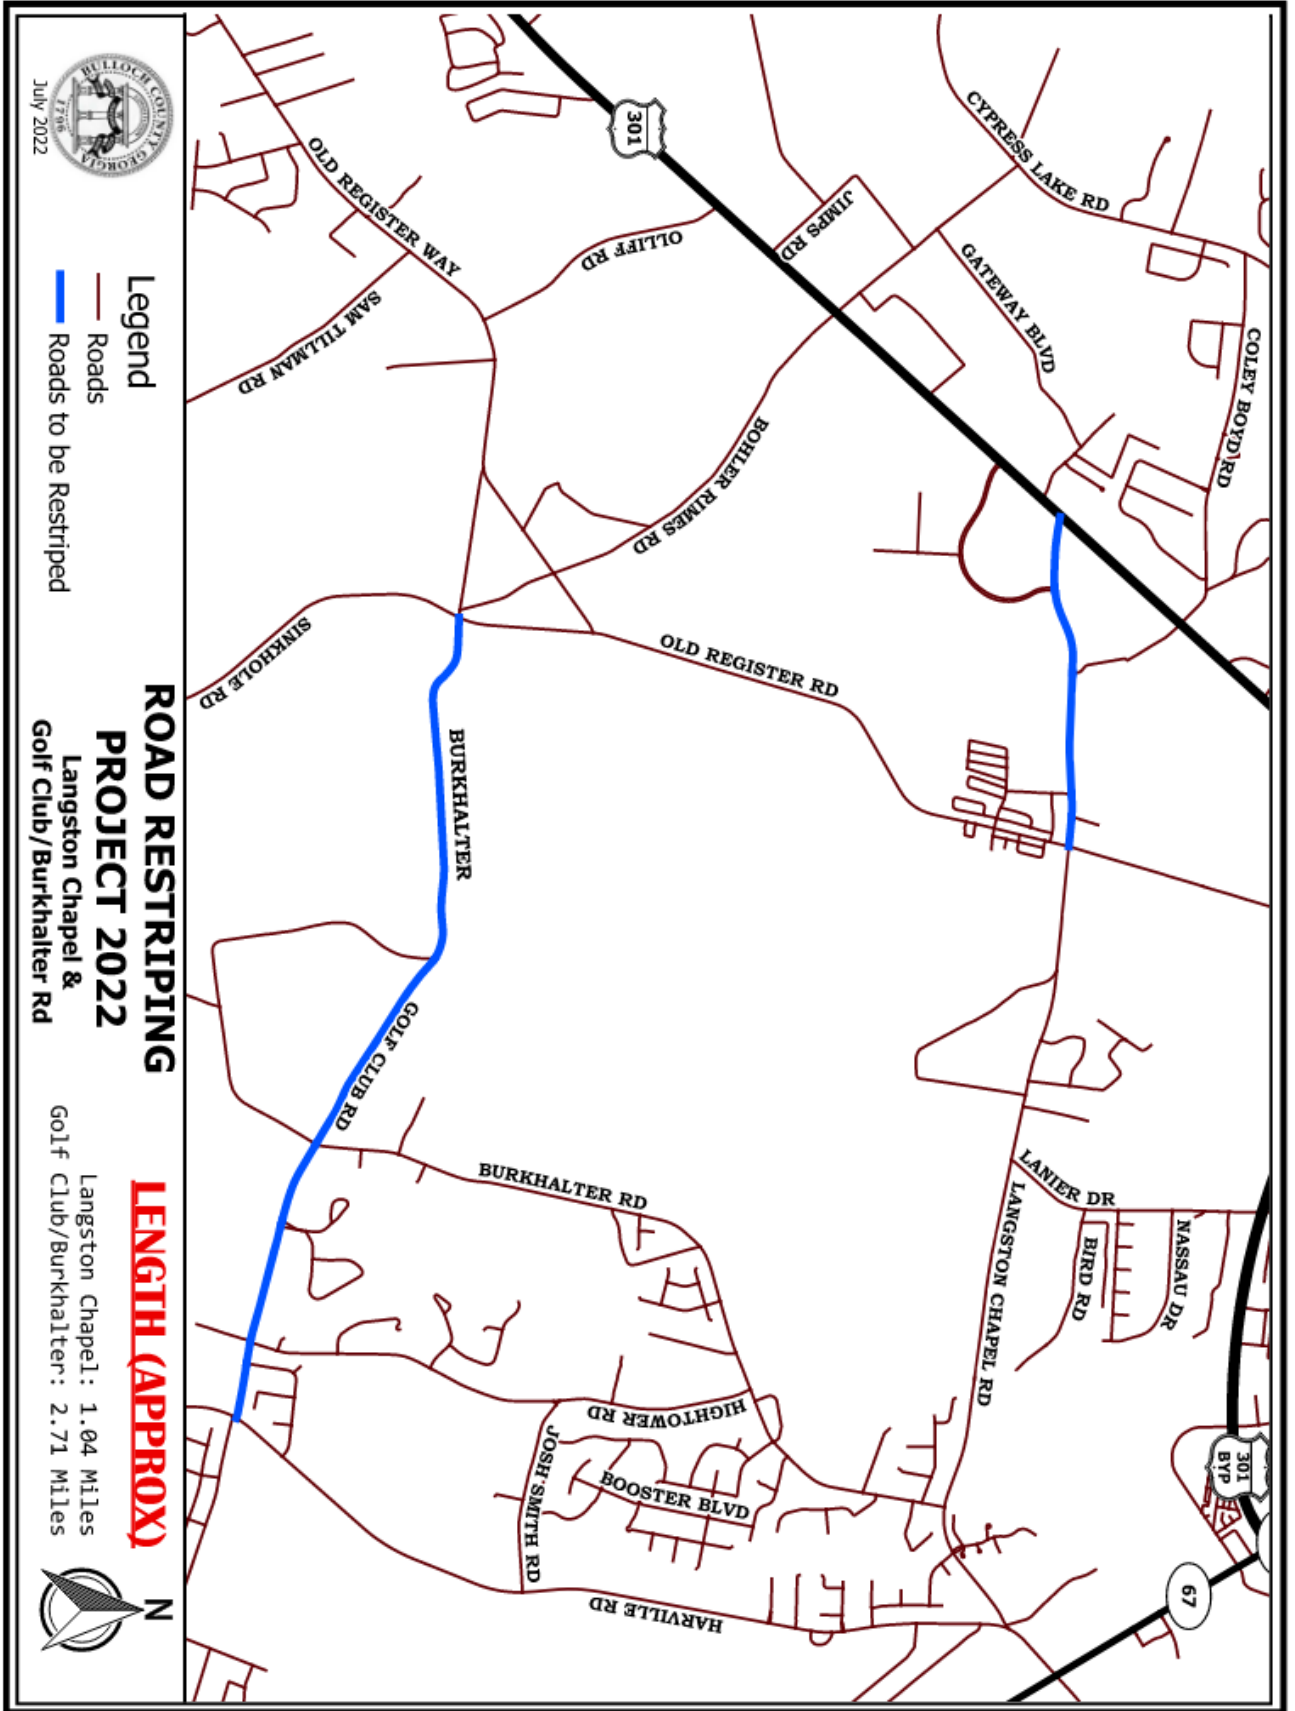 CYPRESS LAKE RD
301
JIMPS RD
GATEWAY BLVD
COLEY BOYD RD
OLD REGISTER WAY
OLLIFF RD
SAM TILLMAN RD
BOHLER RIMES RD
SINKHOLE RD
OLD REGISTER RD
BURKHALTER
GOLF CLUB RD
BURKHALTER RD
LANIER DR
NASSAU DR
BIRD RD
LANGSTON CHAPEL RD
301
BYP
67
HIGHTOWER RD
JOSH SMITH RD
BOOSTER BLVD
HARVILLE RD
BULLOCH COUNTY GEORGIA
1796
July 2022
Legend
Roads
Roads to be Restriped
ROAD RESTRIPING
PROJECT 2022
Langston Chapel &
Golf Club/Burkhalter Rd
LENGTH (APPROX)
Langston Chapel: 1.04 Miles
Golf Club/Burkhalter: 2.71 Miles
N